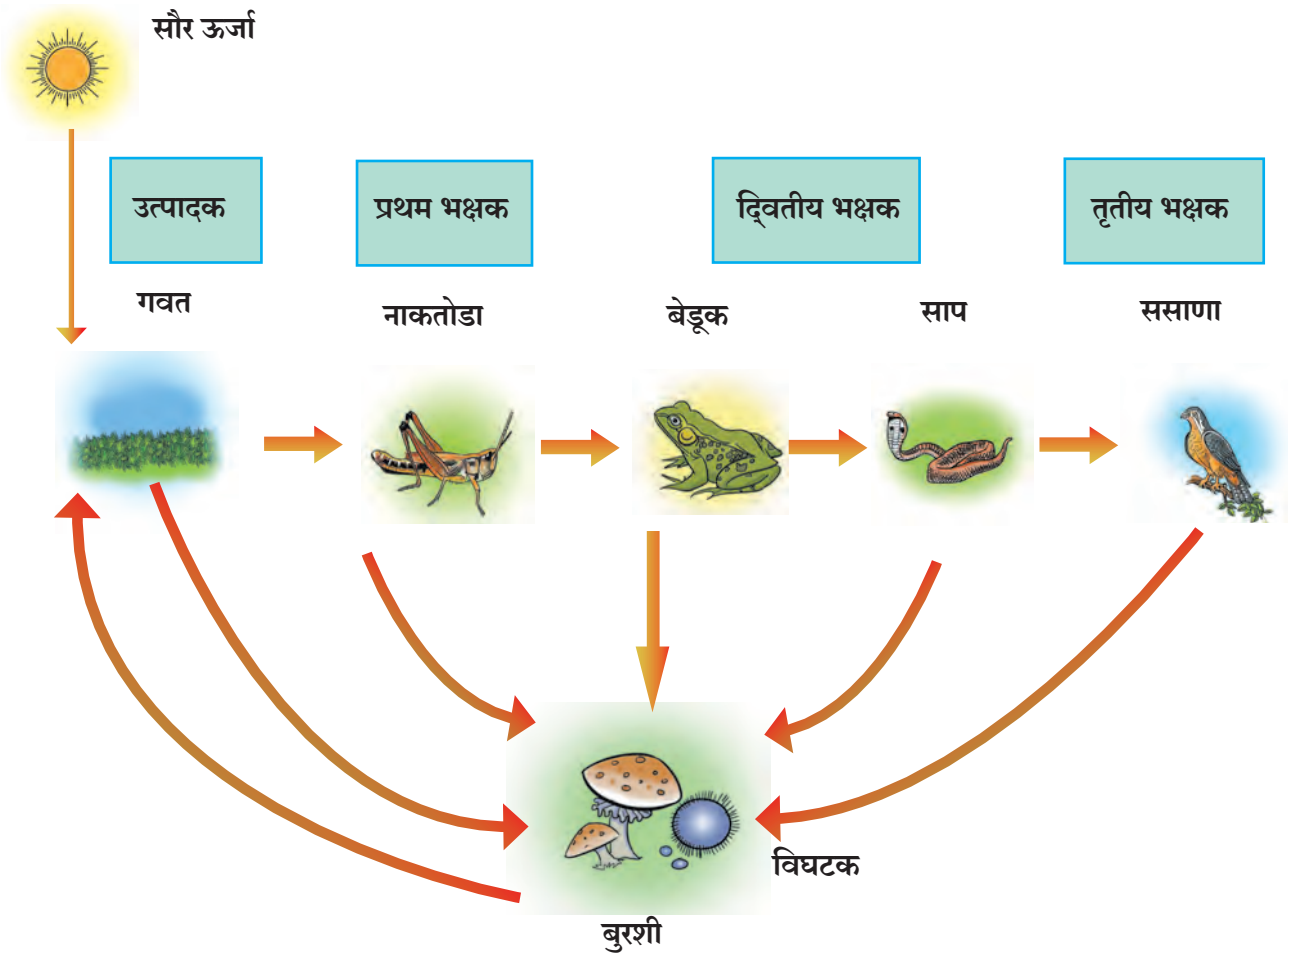 सौर ऊर्जा
उत्पादक
प्रथम भक्षक
द्‌वितीय भक्षक
तृतीय भक्षक
गवत
नाकतोडा
बेडूक
साप
ससाणा
विघटक
बुरशी